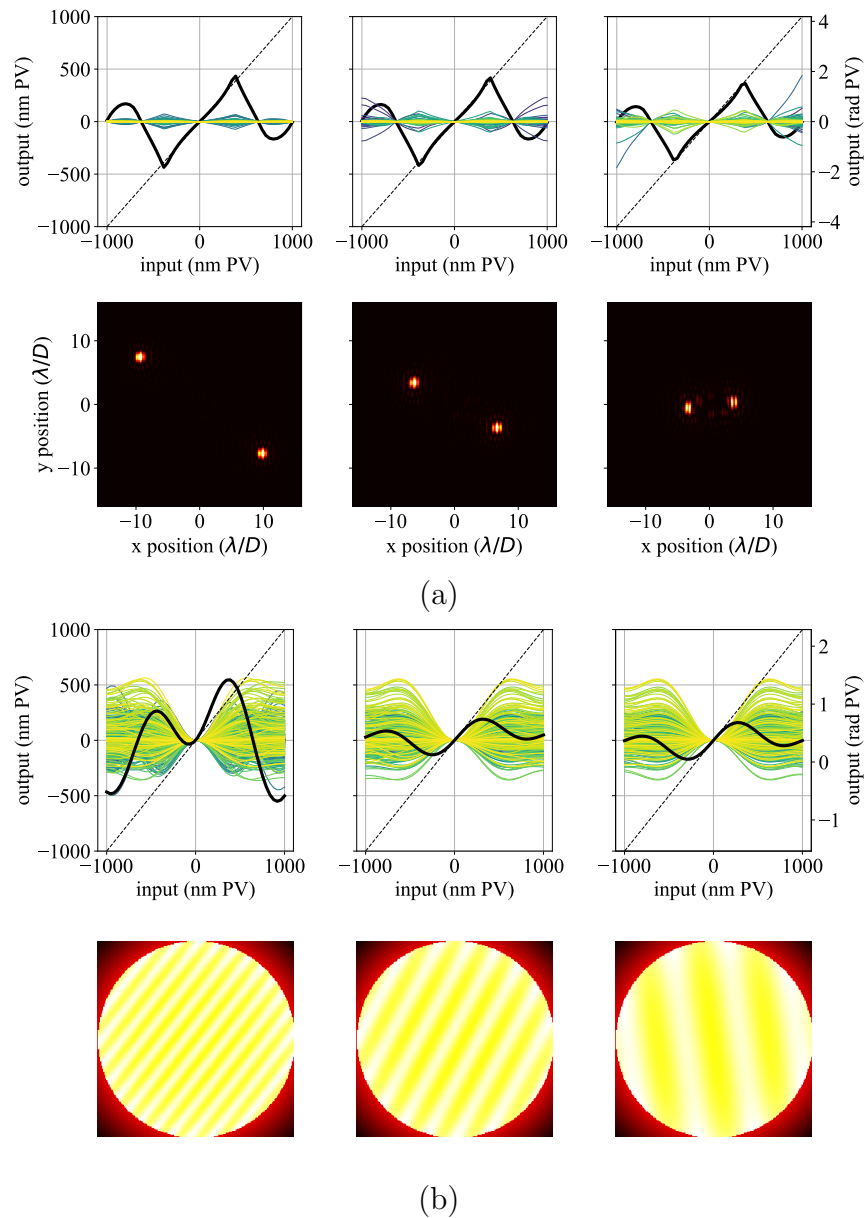 1000
500
0
−500
−1000
output (nm PV)
−1000 0 1000
input (nm PV)
−1000 0 1000
input (nm PV)
−1000 0 1000
input (nm PV)
4
2
0
−2
−4
output (rad PV)
10
0
−10
y position (λ/D)
−10 0 10
x position (λ/D)
−10 0 10
x position (λ/D)
−10 0 10
x position (λ/D)
(a)
1000
500
0
−500
−1000
output (nm PV)
−1000 0 1000
input (nm PV)
−1000 0 1000
input (nm PV)
−1000 0 1000
input (nm PV)
2
1
0
−1
output (rad PV)
(b)